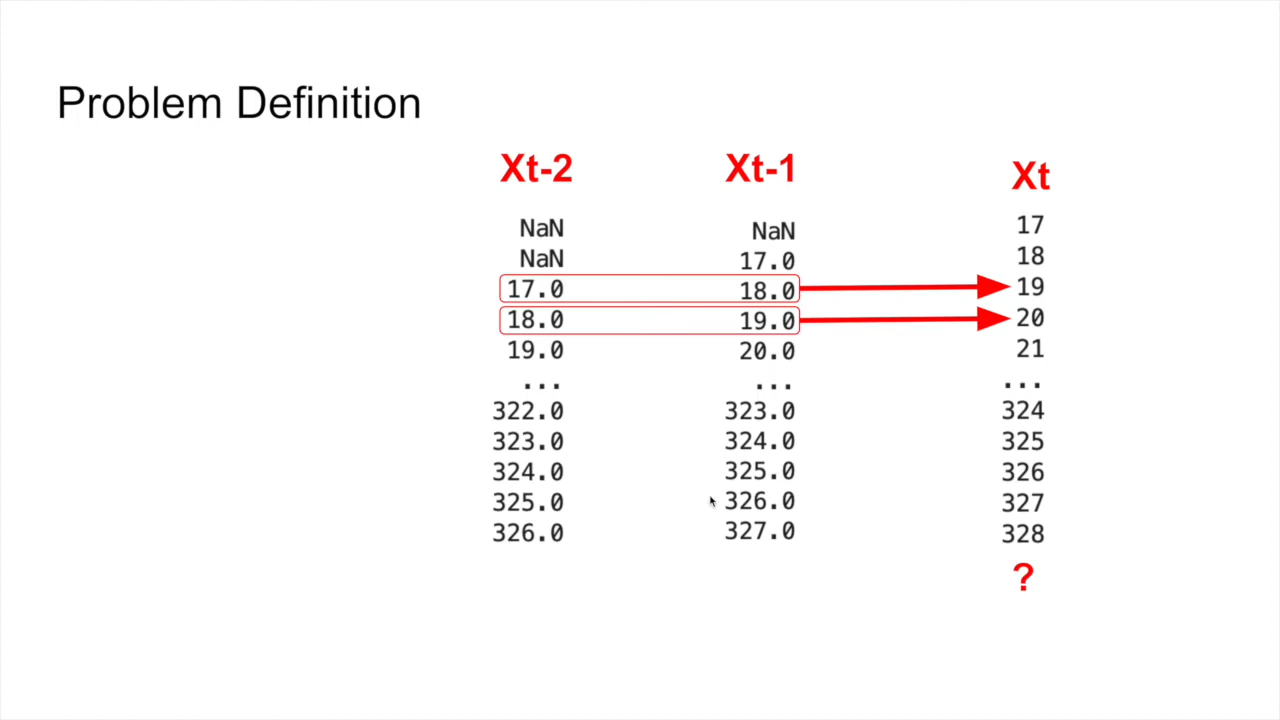 Problem Definition
Xt-2 Xt-1 Xt
NaN NaN 17
NaN 17.0 18
17.0 18.0 19
18.0 19.0 20
19.0 20.0 21
... ... ...
322.0 323.0 324
323.0 324.0 325
324.0 325.0 326
325.0 326.0 327
326.0 327.0 328
?